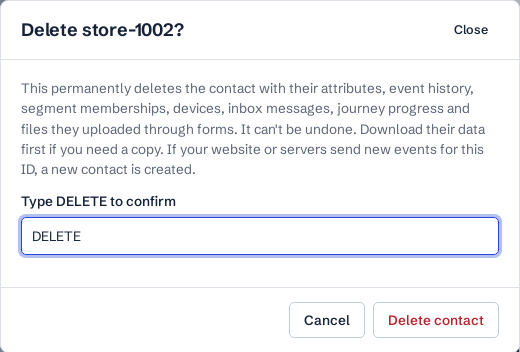 Delete store-1002?
Close
This permanently deletes the contact with their attributes, event history,
segment memberships, devices, inbox messages, journey progress and
files they uploaded through forms. It can't be undone. Download their data
first if you need a copy. If your website or servers send new events for this
ID, a new contact is created.
Type DELETE to confirm
DELETE
Cancel
Delete contact